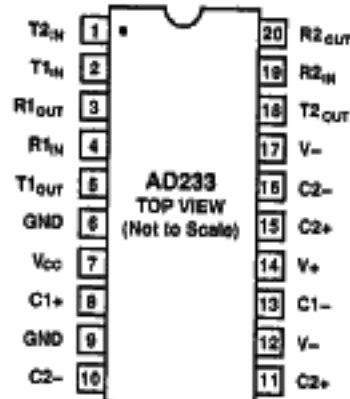 T2IN 1 20 R2OUT
T1IN 2 19 R2IN
R1OUT 3 18 T2OUT
R1IN 4 17 V−
T1OUT 5 AD233 16 C2−
TOP VIEW
GND 6 (Not to Scale) 15 C2+
VCC 7 14 V+
C1+ 8 13 C1−
GND 9 12 V−
C2− 10 11 C2+